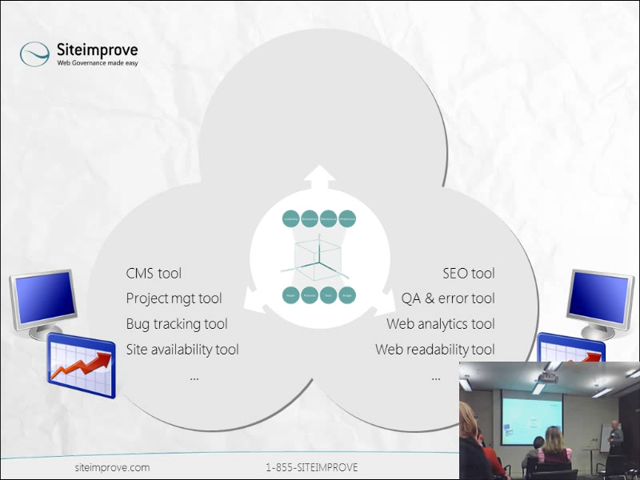 Siteimprove
Web Governance made easy
CMS tool
Project mgt tool
Bug tracking tool
Site availability tool
...
SEO tool
QA & error tool
Web analytics tool
Web readability tool
...
siteimprove.com
1-855-SITEIMPROVE